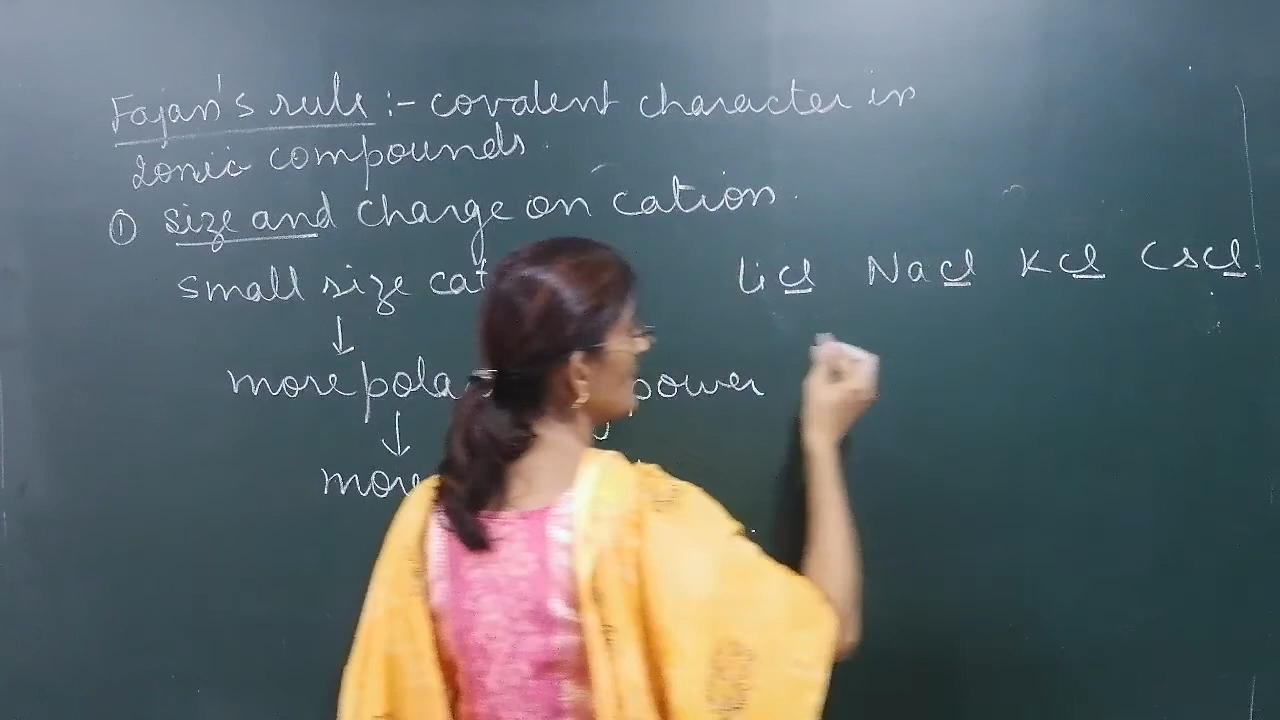 Fajan's rule :- covalent character in
Ionic compounds.
① size and charge on cation.
small size cat
LiCl NaCl KCl CsCl
↓
more pola power
↓
more